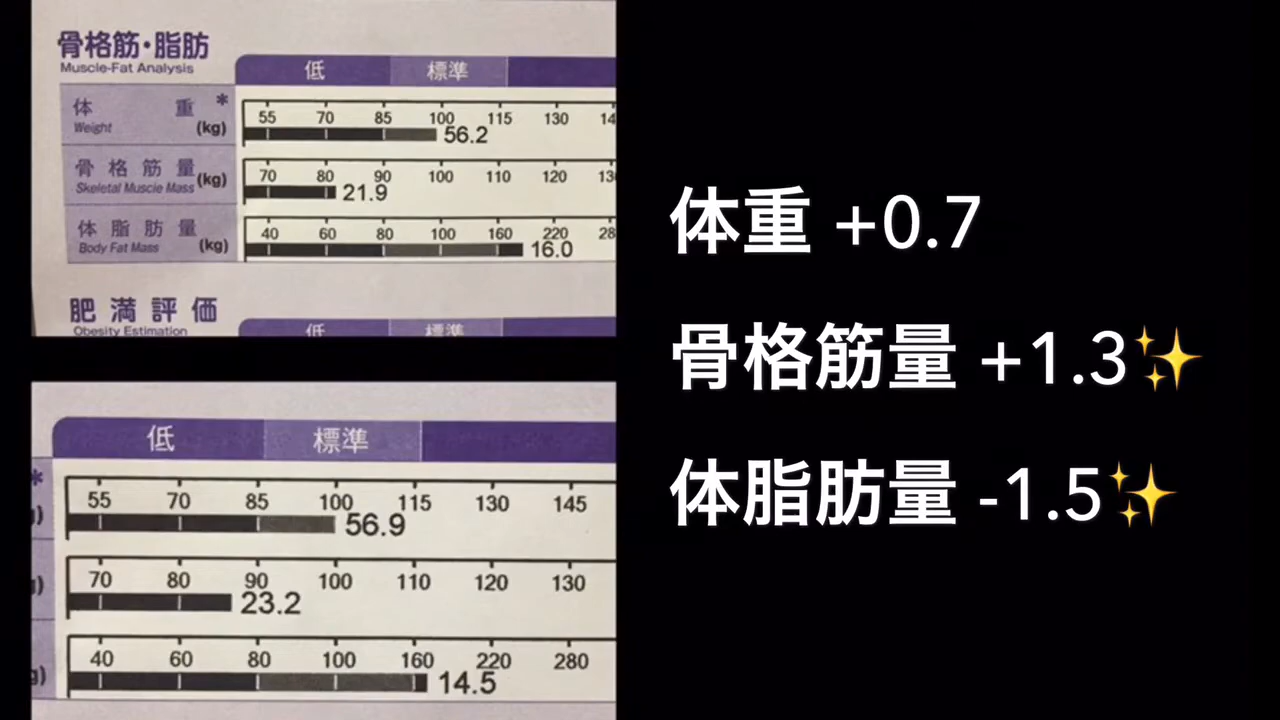 骨格筋・脂肪
Muscle-Fat Analysis
低 標準
体重* (kg)
Weight
55 70 85 100 115 130
56.2
骨格筋量 (kg)
Skeletal Muscle Mass
70 80 90 100 110 120
21.9
体脂肪量 (kg)
Body Fat Mass
40 60 80 100 160 220
16.0
肥満評価
Obesity Estimation
低 標準
低 標準
*
55 70 85 100 115 130 145
56.9
70 80 90 100 110 120 130
23.2
40 60 80 100 160 220 280
14.5
体重 +0.7
骨格筋量 +1.3✨
体脂肪量 -1.5✨